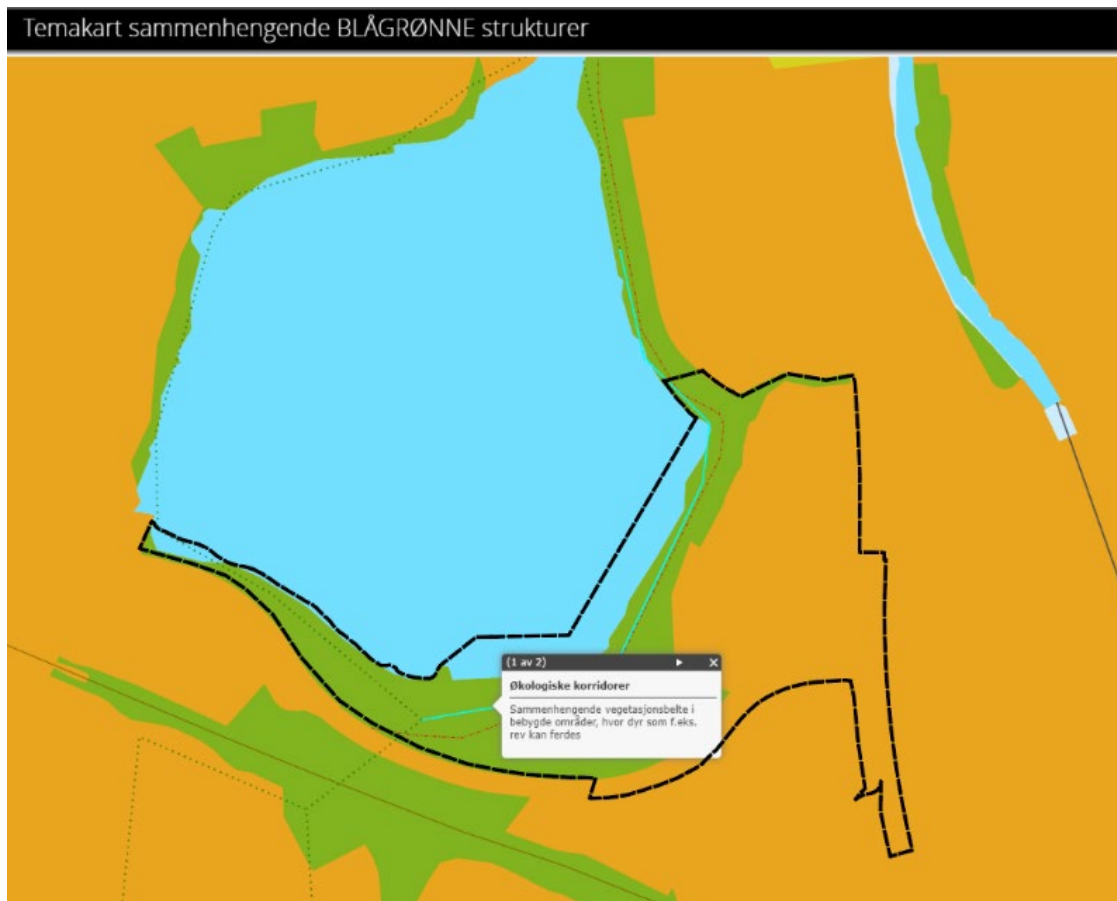 Temakart sammenhengende BLÅGRØNNE strukturer
(1 av 2)
Økologiske korridorer
Sammenhengende vegetasjonsbelte i
bebygde områder, hvor dyr som f.eks.
rev kan ferdes